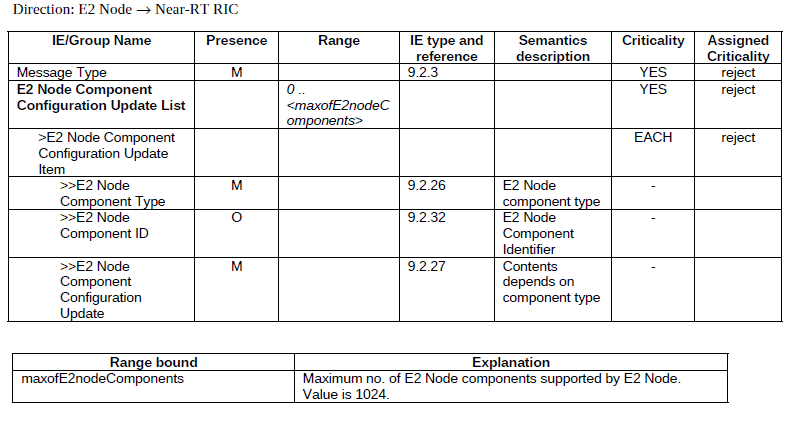 Direction: E2 Node → Near-RT RIC
IE/Group Name Presence Range IE type and reference Semantics description Criticality Assigned Criticality
Message Type M 9.2.3 YES reject
E2 Node Component Configuration Update List 0 .. <maxofE2nodeComponents> YES reject
>E2 Node Component Configuration Update Item EACH reject
>>E2 Node Component Type M 9.2.26 E2 Node component type -
>>E2 Node Component ID O 9.2.32 E2 Node Component Identifier -
>>E2 Node Component Configuration Update M 9.2.27 Contents depends on component type -
Range bound Explanation
maxofE2nodeComponents Maximum no. of E2 Node components supported by E2 Node. Value is 1024.